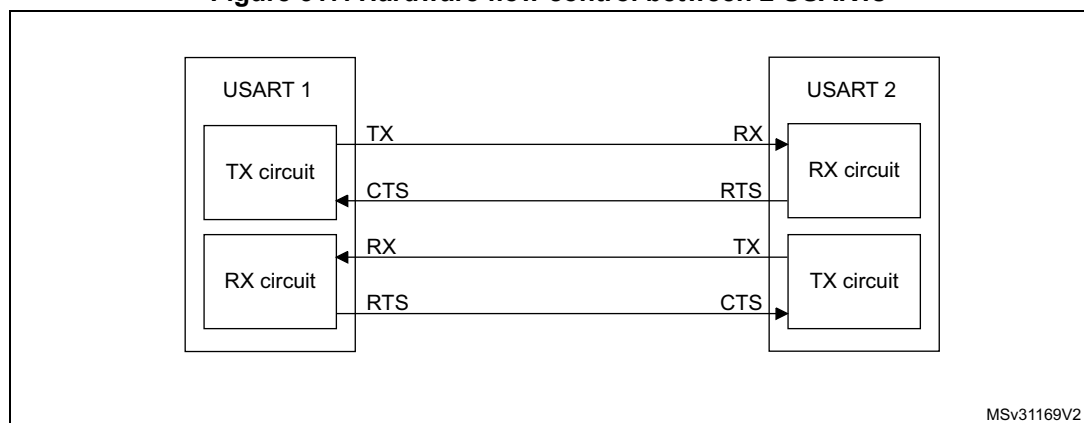 USART 1
USART 2
TX circuit
TX
RX
RX circuit
CTS
RTS
RX circuit
RX
TX
TX circuit
RTS
CTS
MSv31169V2